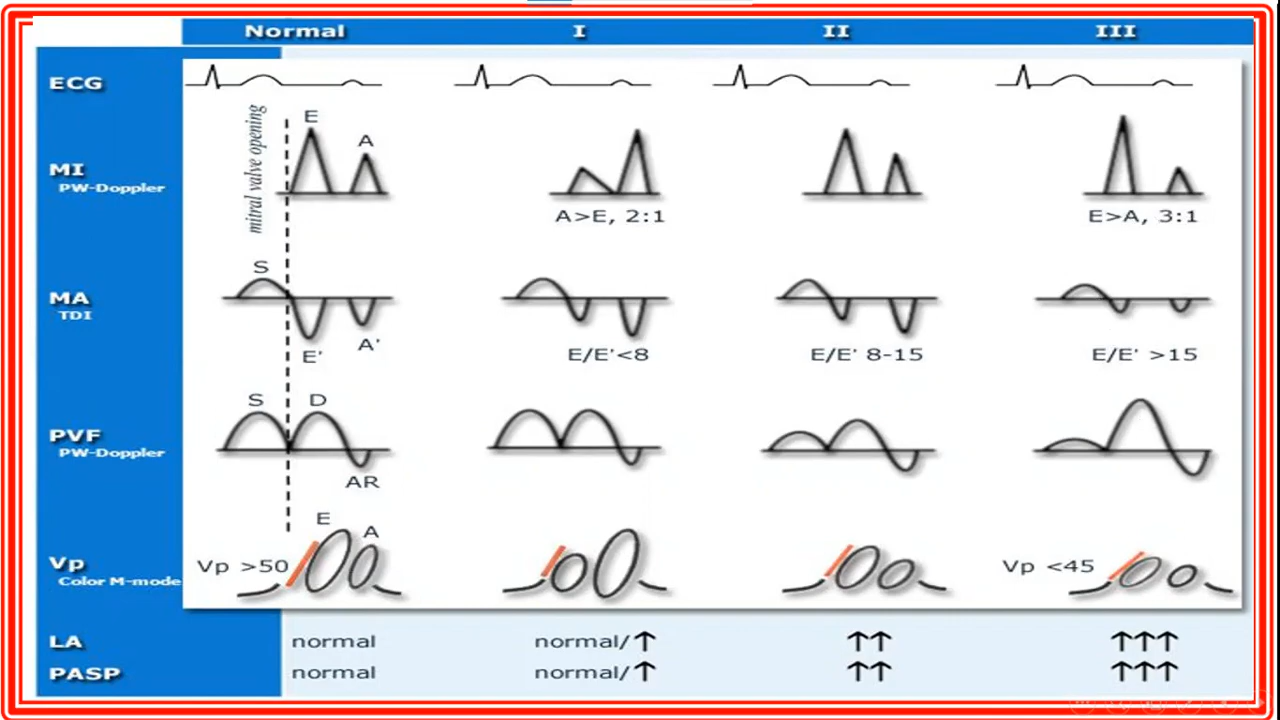 Normal I II III
ECG
mitral valve opening
E
A
MI
PW-Doppler
A>E, 2:1
E>A, 3:1
S
MA
TDI
E'
A'
E/E'<8
E/E' 8-15
E/E' >15
S D
PVF
PW-Doppler
AR
E
A
Vp
Color M-mode
Vp >50
Vp <45
LA normal normal/↑ ↑↑ ↑↑↑
PASP normal normal/↑ ↑↑ ↑↑↑